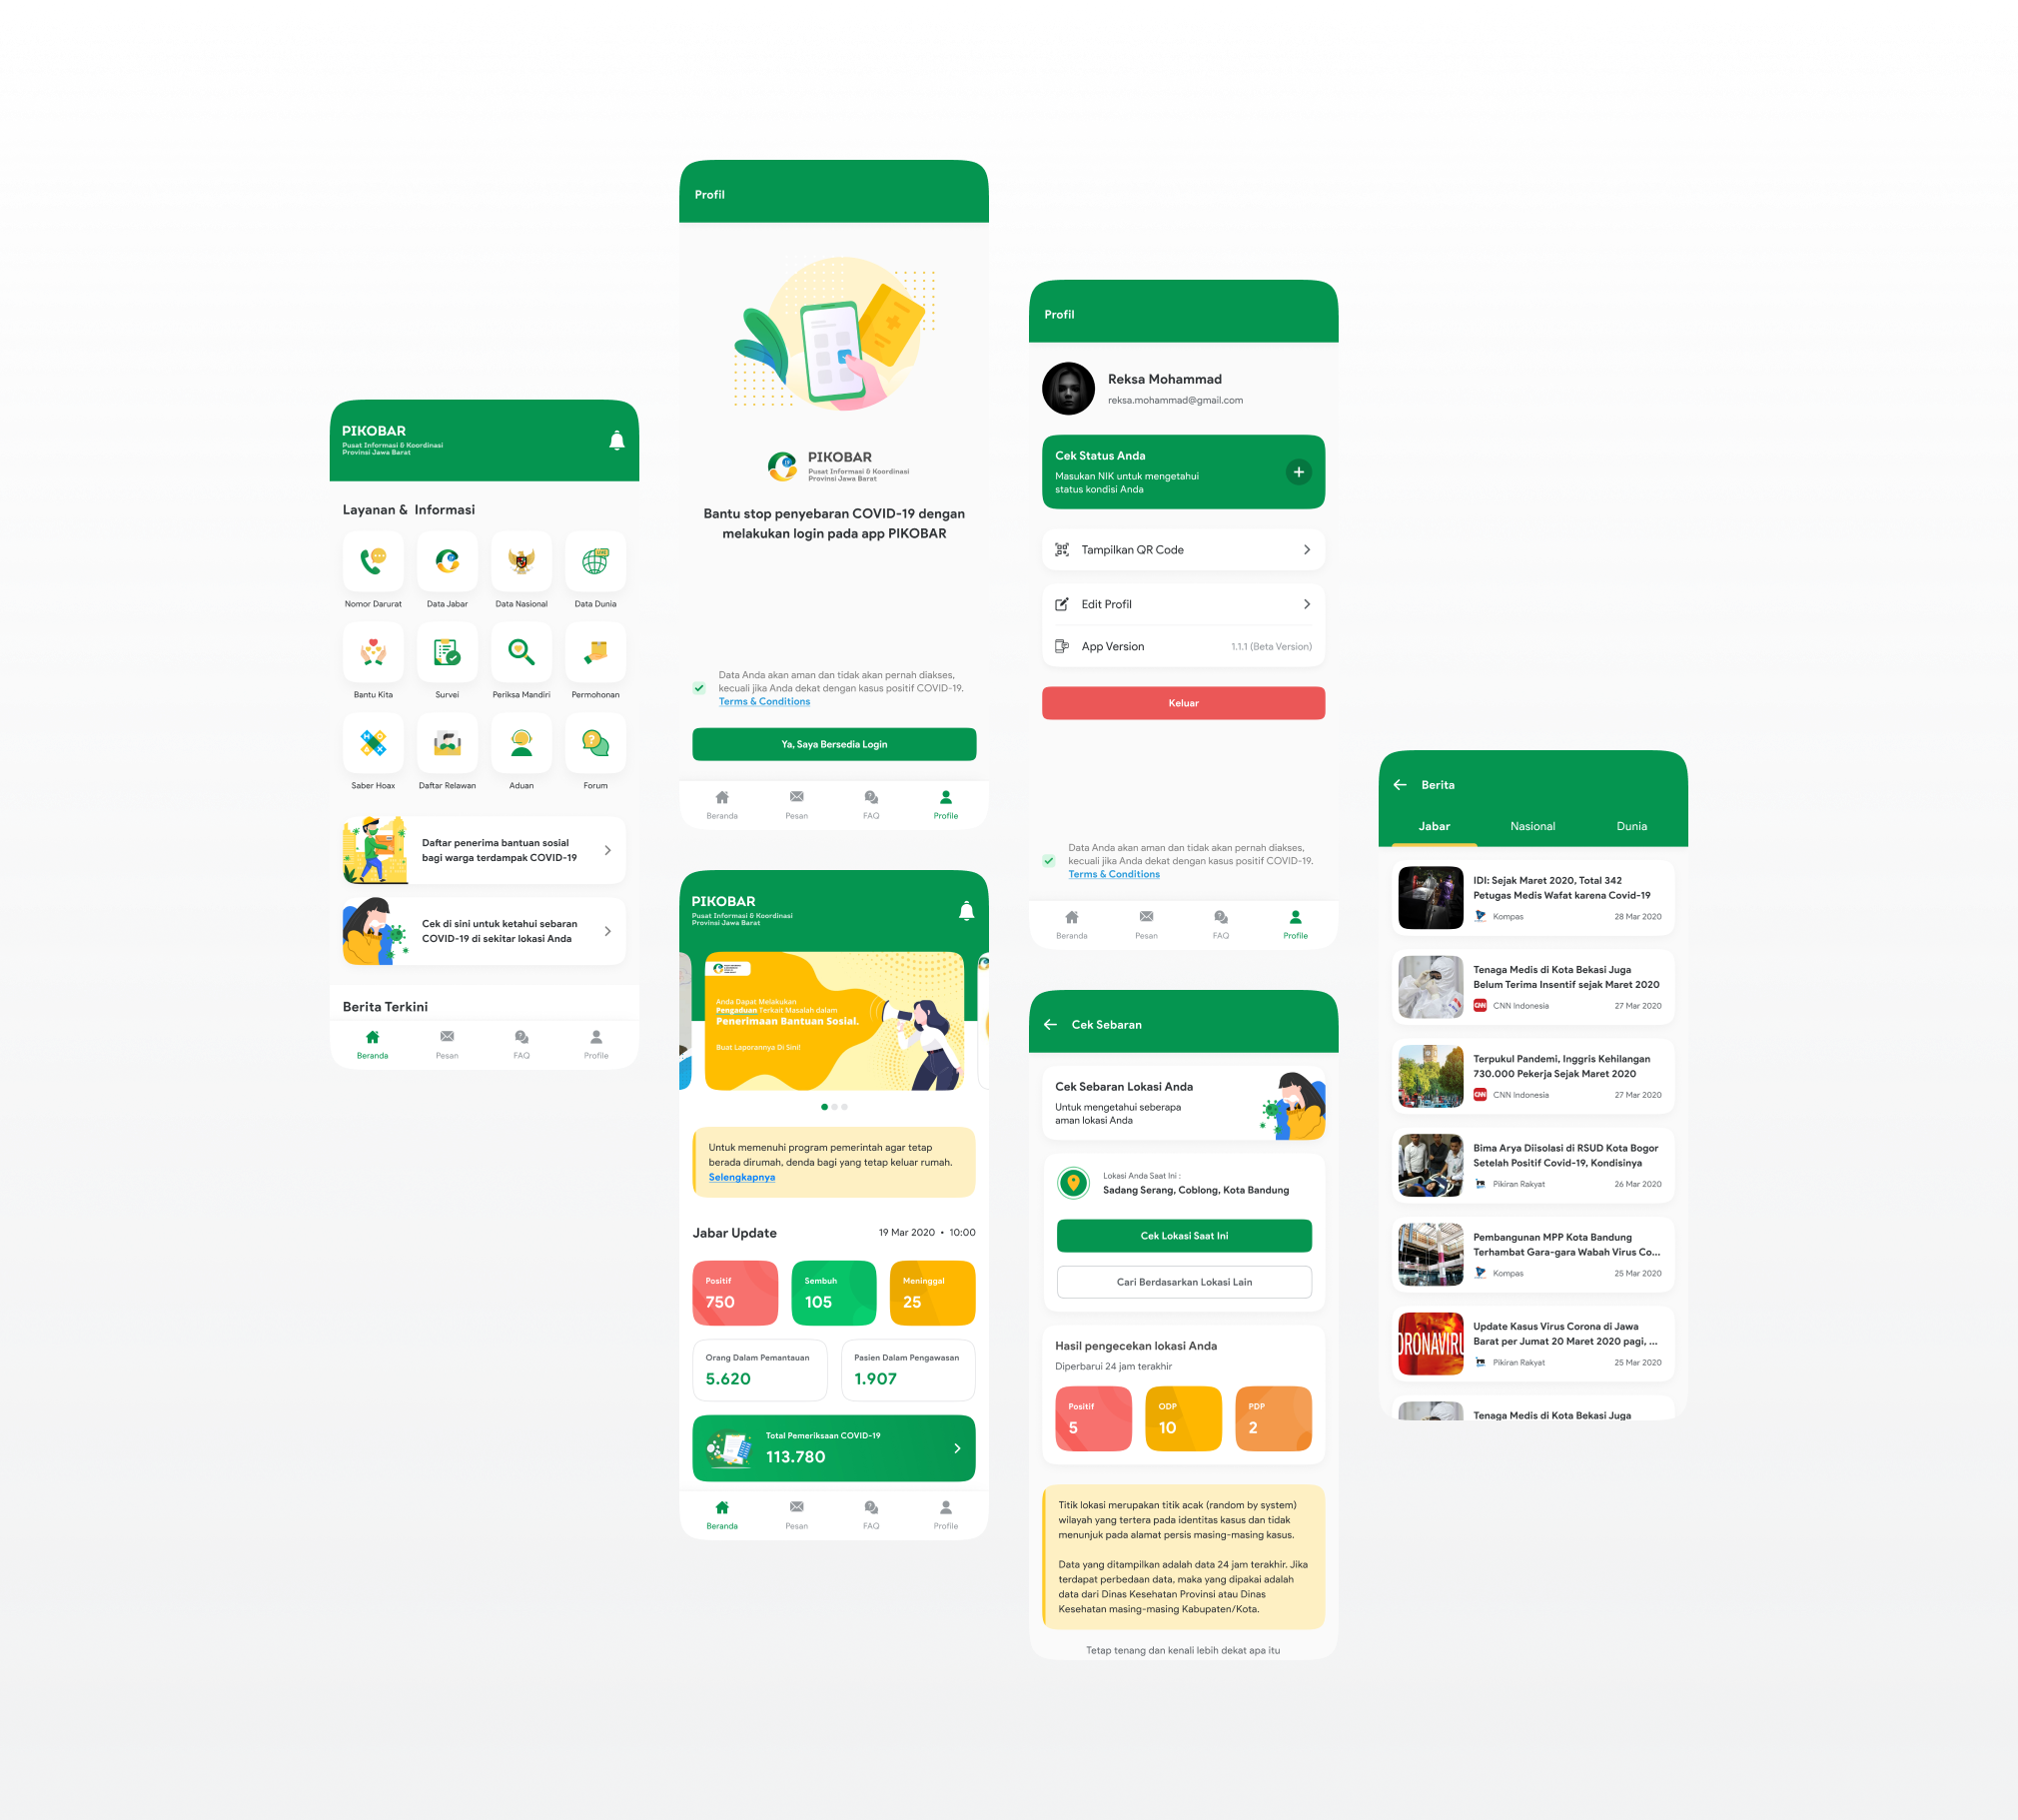 PIKOBAR
Pusat Informasi & Koordinasi
Provinsi Jawa Barat
Layanan & Informasi
Nomor Darurat
Data Jabar
Data Nasional
Data Dunia
Bantu Kita
Survei
Periksa Mandiri
Permohonan
Saber Hoax
Daftar Relawan
Aduan
Forum
Daftar penerima bantuan sosial
bagi warga terdampak COVID-19
Cek di sini untuk ketahui sebaran
COVID-19 di sekitar lokasi Anda
Berita Terkini
Beranda
Pesan
FAQ
Profile
Profil
PIKOBAR
Pusat Informasi & Koordinasi
Provinsi Jawa Barat
Bantu stop penyebaran COVID-19 dengan
melakukan login pada app PIKOBAR
Data Anda akan aman dan tidak akan pernah diakses,
kecuali jika Anda dekat dengan kasus positif COVID-19.
Terms & Conditions
Ya, Saya Bersedia Login
Beranda
Pesan
FAQ
Profile
PIKOBAR
Pusat Informasi & Koordinasi
Provinsi Jawa Barat
Anda Dapat Melakukan
Pengaduan Terkait Masalah dalam
Penerimaan Bantuan Sosial.
Buat Laporannya Di Sini!
Untuk memenuhi program pemerintah agar tetap
berada dirumah, denda bagi yang tetap keluar rumah.
Selengkapnya
Jabar Update
19 Mar 2020 • 10:00
Positif
750
Sembuh
105
Meninggal
25
Orang Dalam Pemantauan
5.620
Pasien Dalam Pengawasan
1.907
Total Pemeriksaan COVID-19
113.780
Beranda
Pesan
FAQ
Profile
Profil
Reksa Mohammad
reksa.mohammad@gmail.com
Cek Status Anda
Masukan NIK untuk mengetahui
status kondisi Anda
Tampilkan QR Code
Edit Profil
App Version
1.1.1 (Beta Version)
Keluar
Data Anda akan aman dan tidak akan pernah diakses,
kecuali jika Anda dekat dengan kasus positif COVID-19.
Terms & Conditions
Beranda
Pesan
FAQ
Profile
Cek Sebaran
Cek Sebaran Lokasi Anda
Untuk mengetahui seberapa
aman lokasi Anda
Lokasi Anda Saat Ini :
Sadang Serang, Coblong, Kota Bandung
Cek Lokasi Saat Ini
Cari Berdasarkan Lokasi Lain
Hasil pengecekan lokasi Anda
Diperbarui 24 jam terakhir
Positif
5
ODP
10
PDP
2
Titik lokasi merupakan titik acak (random by system)
wilayah yang tertera pada identitas kasus dan tidak
menunjuk pada alamat persis masing-masing kasus.
Data yang ditampilkan adalah data 24 jam terakhir. Jika
terdapat perbedaan data, maka yang dipakai adalah
data dari Dinas Kesehatan Provinsi atau Dinas
Kesehatan masing-masing Kabupaten/Kota.
Tetap tenang dan kenali lebih dekat apa itu
Berita
Jabar
Nasional
Dunia
IDI: Sejak Maret 2020, Total 342
Petugas Medis Wafat karena Covid-19
Kompas
28 Mar 2020
Tenaga Medis di Kota Bekasi Juga
Belum Terima Insentif sejak Maret 2020
CNN
CNN Indonesia
27 Mar 2020
Terpukul Pandemi, Inggris Kehilangan
730.000 Pekerja Sejak Maret 2020
CNN
CNN Indonesia
27 Mar 2020
Bima Arya Diisolasi di RSUD Kota Bogor
Setelah Positif Covid-19, Kondisinya
Pikiran Rakyat
26 Mar 2020
Pembangunan MPP Kota Bandung
Terhambat Gara-gara Wabah Virus Co...
Kompas
25 Mar 2020
ORONAVIRU
Update Kasus Virus Corona di Jawa
Barat per Jumat 20 Maret 2020 pagi, ...
Pikiran Rakyat
25 Mar 2020
Tenaga Medis di Kota Bekasi Juga